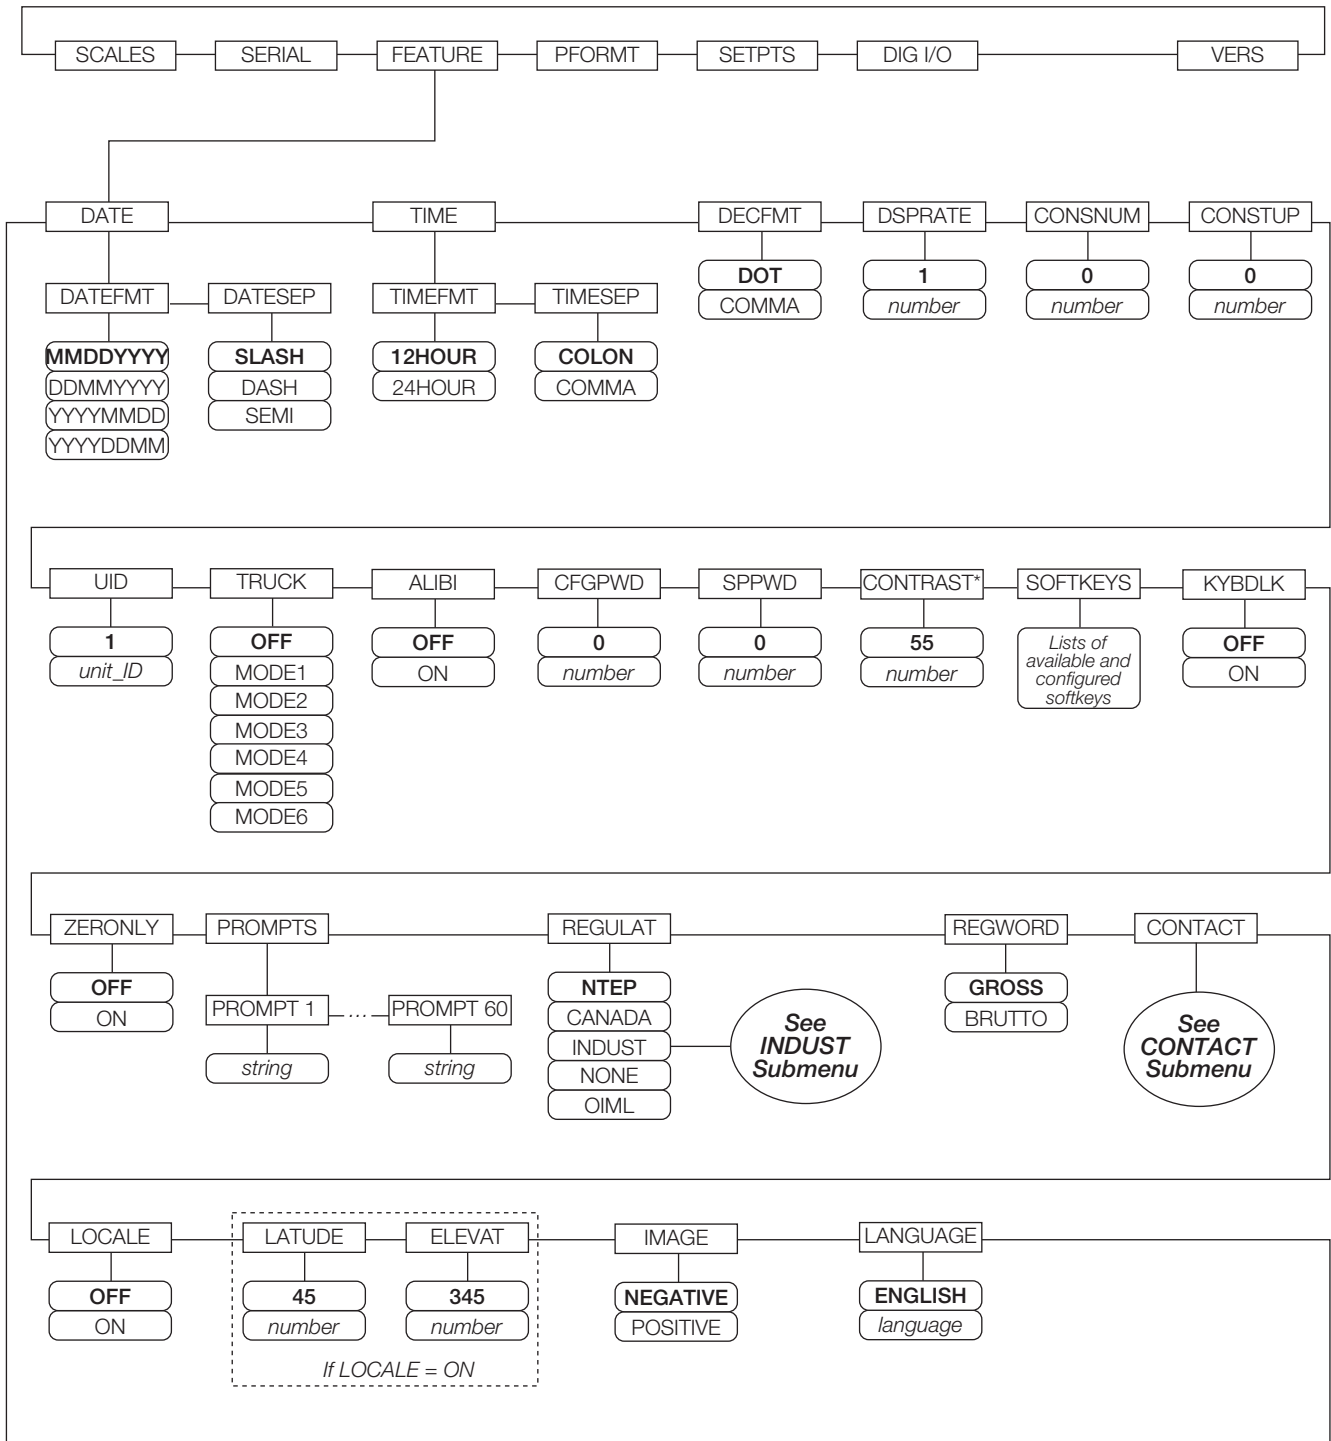 SCALES SERIAL FEATURE PFORMT SETPTS DIG I/O VERS
DATE TIME DECFMT DSPRATE CONSNUM CONSTUP
DOT 1 0 0
COMMA number number number
DATEFMT DATESEP TIMEFMT TIMESEP
MMDDYYYY SLASH 12HOUR COLON
DDMMYYYY DASH 24HOUR COMMA
YYYYMMDD SEMI
YYYYDDMM
UID TRUCK ALIBI CFGPWD SPPWD CONTRAST* SOFTKEYS KYBDLK
1 OFF OFF 0 0 55 Lists of available and configured softkeys OFF
unit_ID MODE1 ON number number number ON
MODE2
MODE3
MODE4
MODE5
MODE6
ZERONLY PROMPTS REGULAT REGWORD CONTACT
OFF NTEP GROSS
ON PROMPT 1 ... PROMPT 60 CANADA BRUTTO
string string INDUST
NONE
OIML
See
INDUST
Submenu
See
CONTACT
Submenu
LOCALE LATUDE ELEVAT IMAGE LANGUAGE
OFF 45 345 NEGATIVE ENGLISH
ON number number POSITIVE language
If LOCALE = ON